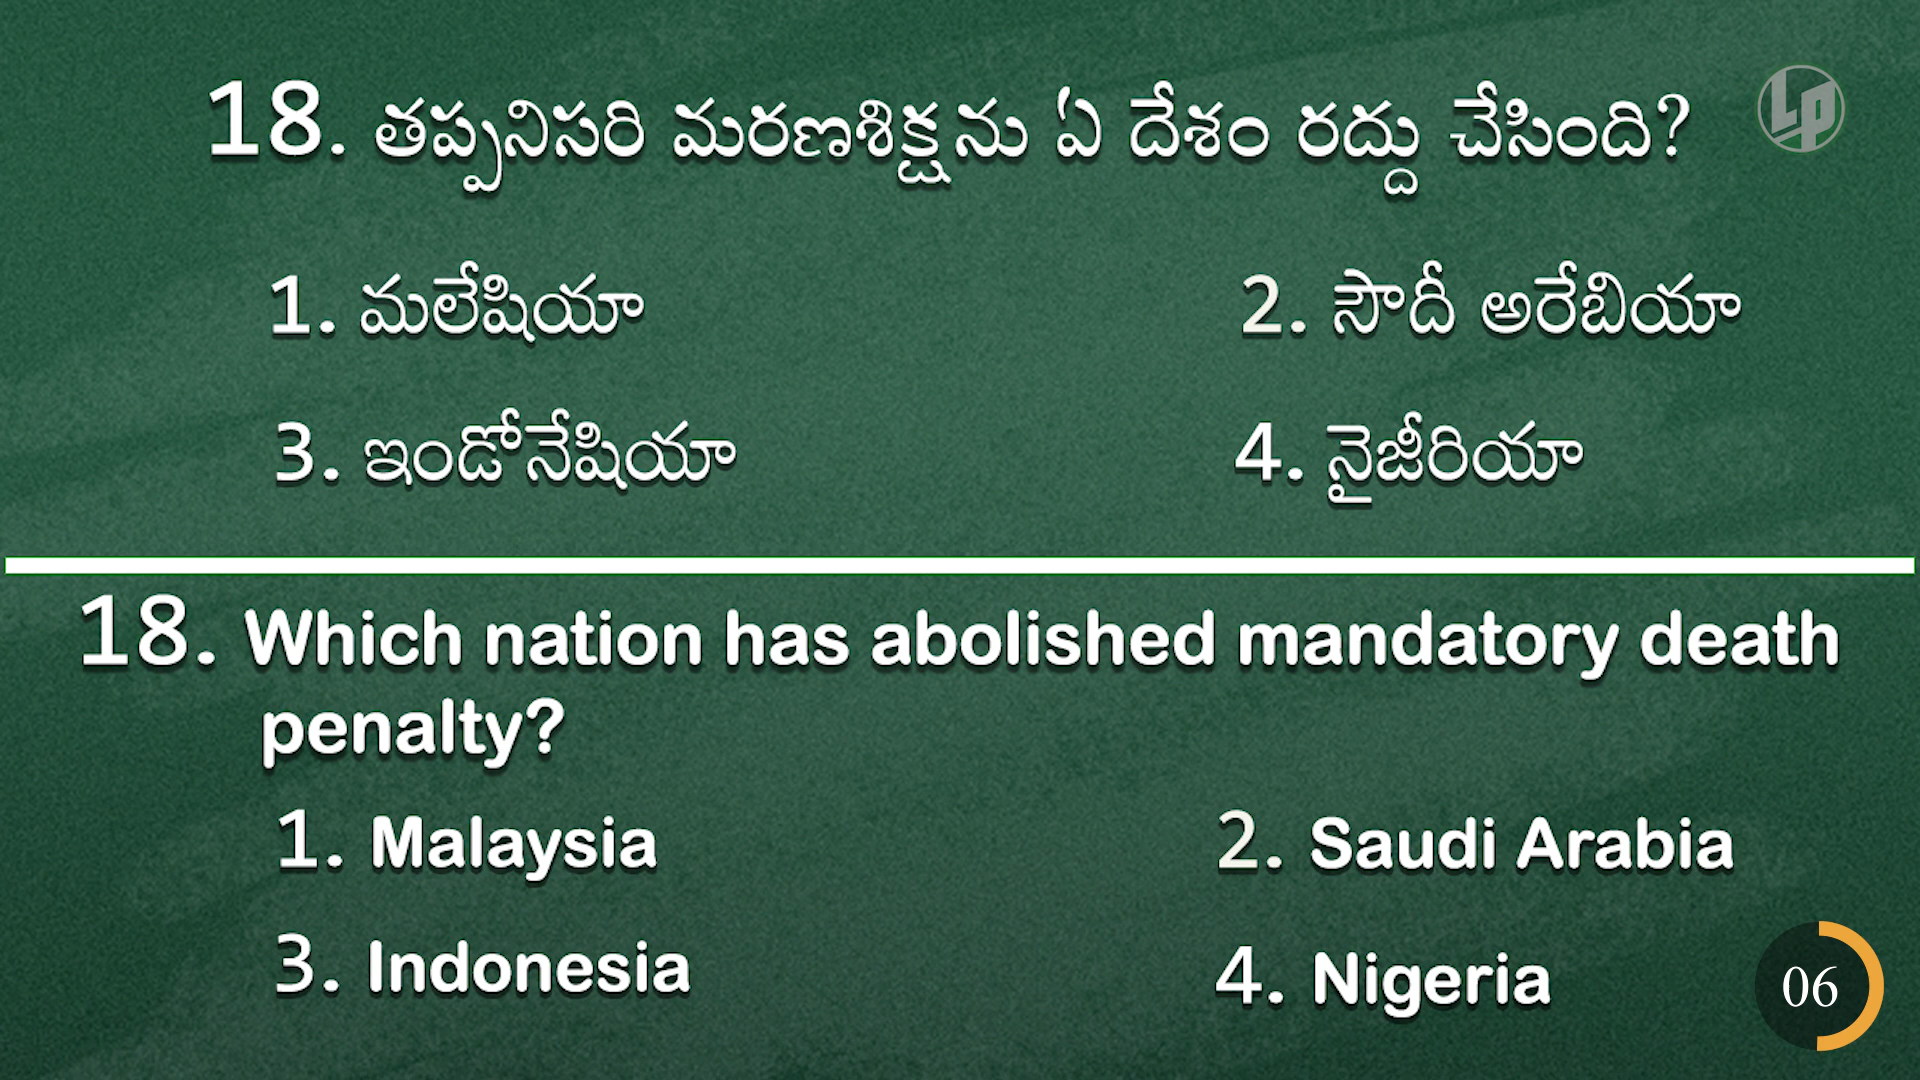 18. తప్పనిసరి మరణశిక్షను ఏ దేశం రద్దు చేసింది?
LP
1. మలేషియా
2. సౌదీ అరేబియా
3. ఇండోనేషియా
4. నైజీరియా
18. Which nation has abolished mandatory death
penalty?
1. Malaysia
2. Saudi Arabia
3. Indonesia
4. Nigeria
06